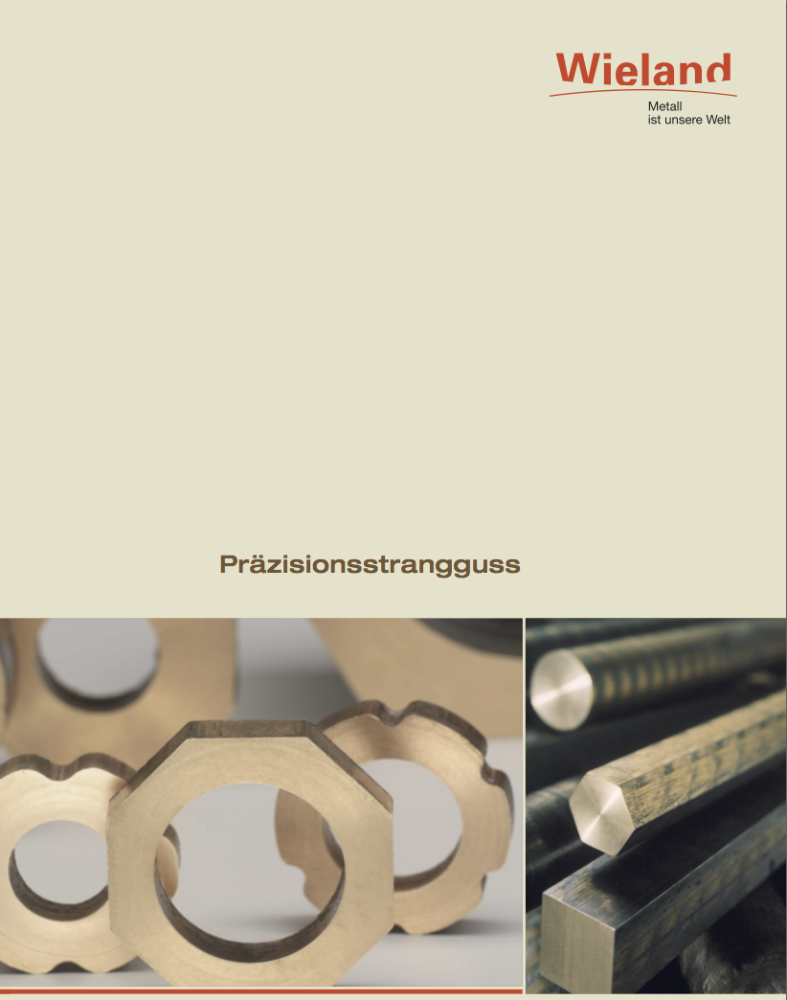 Wieland
Metall
ist unsere Welt
Präzisionsstrangguss